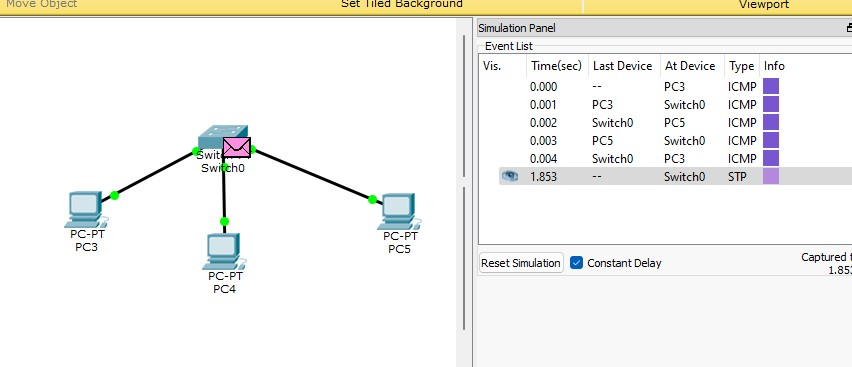 Move Object
Set Tiled Background
Viewport
Simulation Panel
Event List
Vis. Time(sec) Last Device At Device Type Info
0.000 -- PC3 ICMP
0.001 PC3 Switch0 ICMP
0.002 Switch0 PC5 ICMP
0.003 PC5 Switch0 ICMP
0.004 Switch0 PC3 ICMP
1.853 -- Switch0 STP
Reset Simulation Constant Delay Captured
1.853
Switch0
PC-PT
PC3
PC-PT
PC4
PC-PT
PC5